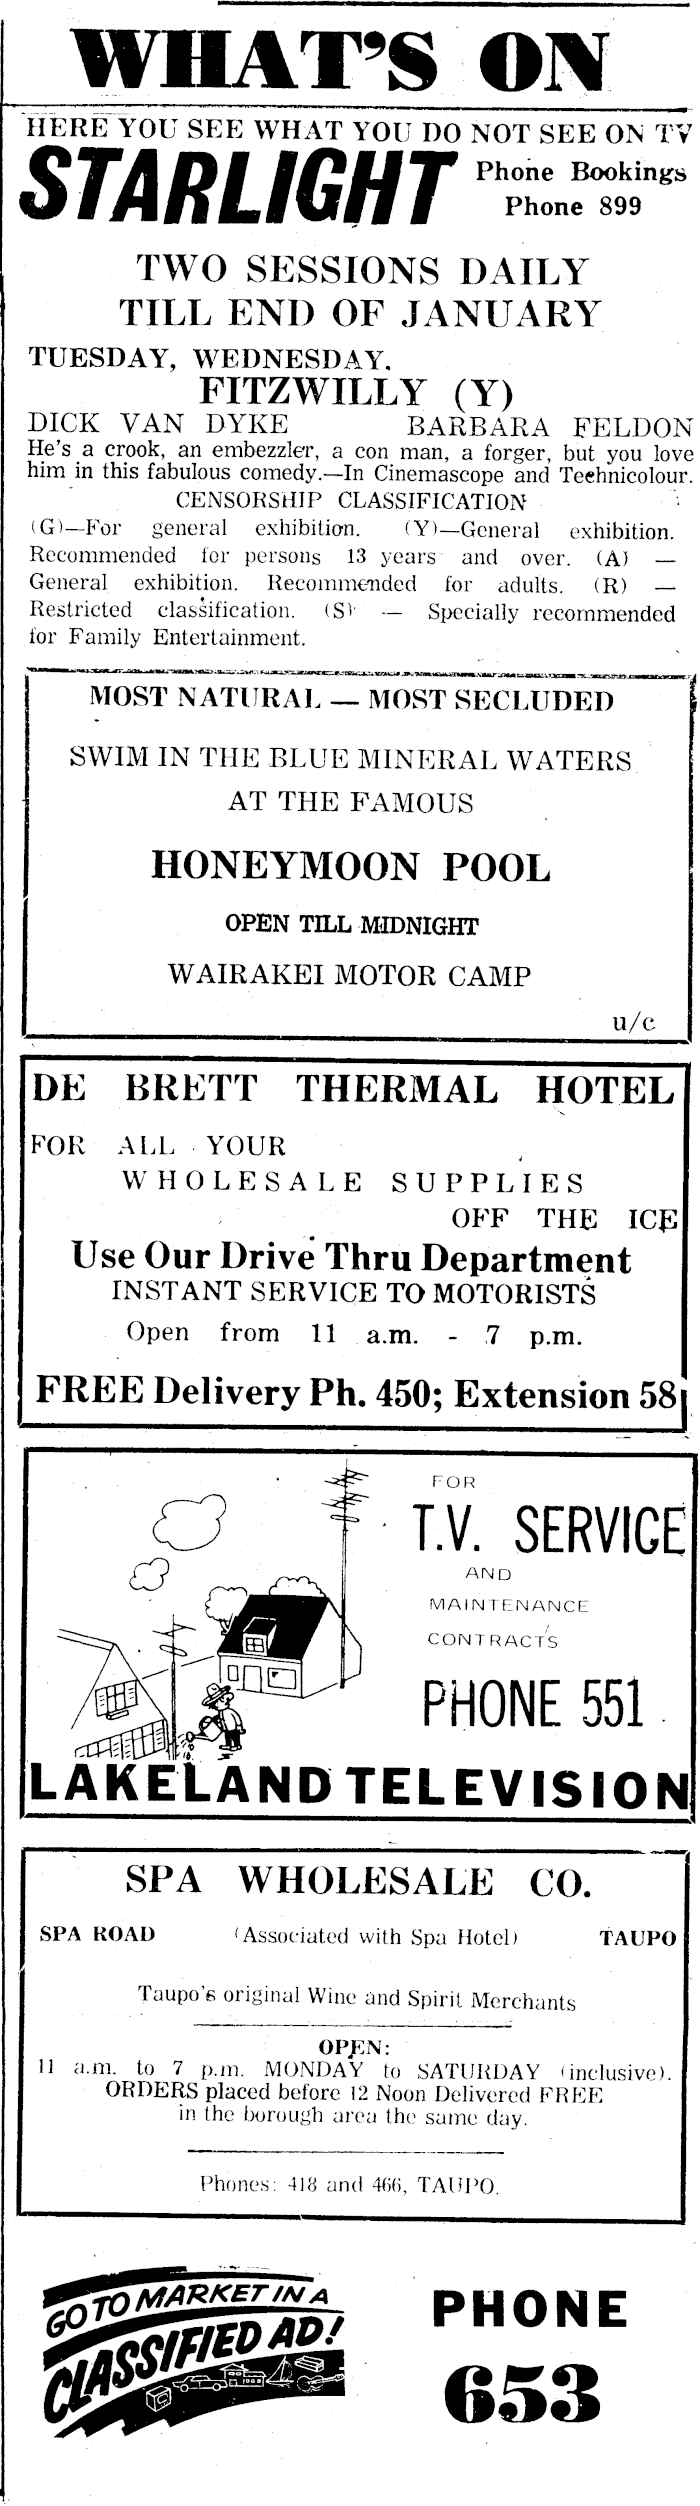 WHAT'S ON
HERE YOU SEE WHAT YOU DO NOT SEE ON TV
STARLIGHT
Phone Bookings
Phone 899
TWO SESSIONS DAILY
TILL END OF JANUARY
TUESDAY, WEDNESDAY.
FITZWILLY (Y)
DICK VAN DYKE BARBARA FELDON
He's a crook, an embezzler, a con man, a forger, but you love
him in this fabulous comedy.—In Cinemascope and Technicolour.
CENSORSHIP CLASSIFICATION
(G)—For general exhibition. (Y)—General exhibition.
Recommended for persons 13 years and over. (A) —
General exhibition. Recommended for adults. (R) —
Restricted classification. (S) — Specially recommended
for Family Entertainment.
MOST NATURAL — MOST SECLUDED
SWIM IN THE BLUE MINERAL WATERS
AT THE FAMOUS
HONEYMOON POOL
OPEN TILL MIDNIGHT
WAIRAKEI MOTOR CAMP
u/c
DE BRETT THERMAL HOTEL
FOR ALL YOUR
WHOLESALE SUPPLIES
OFF THE ICE
Use Our Drive Thru Department
INSTANT SERVICE TO MOTORISTS
Open from 11 a.m. - 7 p.m.
FREE Delivery Ph. 450; Extension 58
FOR
T.V. SERVICE
AND
MAINTENANCE
CONTRACTS
PHONE 551
LAKELAND TELEVISION
SPA WHOLESALE CO.
SPA ROAD (Associated with Spa Hotel) TAUPO
Taupo's original Wine and Spirit Merchants
OPEN:
11 a.m. to 7 p.m. MONDAY to SATURDAY (inclusive).
ORDERS placed before 12 Noon Delivered FREE
in the borough area the same day.
Phones: 418 and 466, TAUPO.
GO TO MARKET IN A
CLASSIFIED AD!
PHONE
653